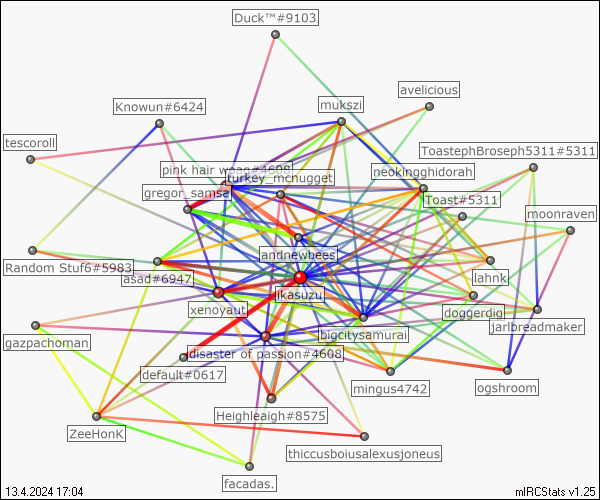 Duck™#9103
avelicious
Knowun#6424
mukszi
tescoroll
ToastephBroseph5311#5311
pink hair woag#4608
neokingghidorah
turkey_mcnugget
gregor_samsa
Toast#5311
moonraven
andnewbees
Random Stuf6#5983
asad#6947
lahnk
ikasuzu
xenoyaut
doggerdig
bigcitysamurai
jarlbreadmaker
gazpachoman
disaster of passion#4608
default#0617
mingus4742
ogshroom
Heighleaigh#8575
ZeeHonK
thiccusboiusalexusjoneus
facadas.
13.4.2024 17:04
mIRCStats v1.25